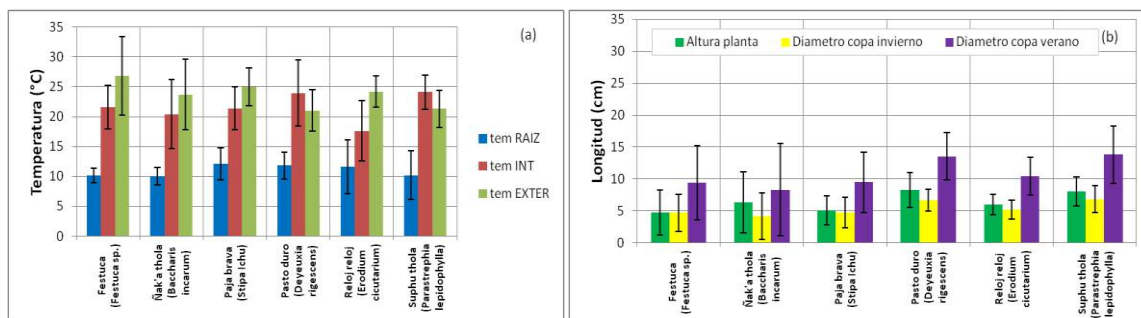 (a)
Temperatura (°C)
35
30
25
20
15
10
5
0
tem RAIZ
tem INT
tem EXTER
Festuca
(Festuca sp.)
Ñak'a thola
(Baccharis
incarum)
Paja brava
(Stipa Ichu)
Pasto duro
(Deyeuxia
rigescens)
Reloj reloj
(Erodium
cicutarium)
Suphu thola
(Parastrephia
lepidophylla)
(b)
Longitud (cm)
35
30
25
20
15
10
5
0
Altura planta
Diametro copa invierno
Diametro copa verano
Festuca
(Festuca sp.)
Ñak'a thola
(Baccharis
incarum)
Paja brava
(Stipa Ichu)
Pasto duro
(Deyeuxia
rigescens)
Reloj reloj
(Erodium
cicutarium)
Suphu thola
(Parastrephia
lepidophylla)